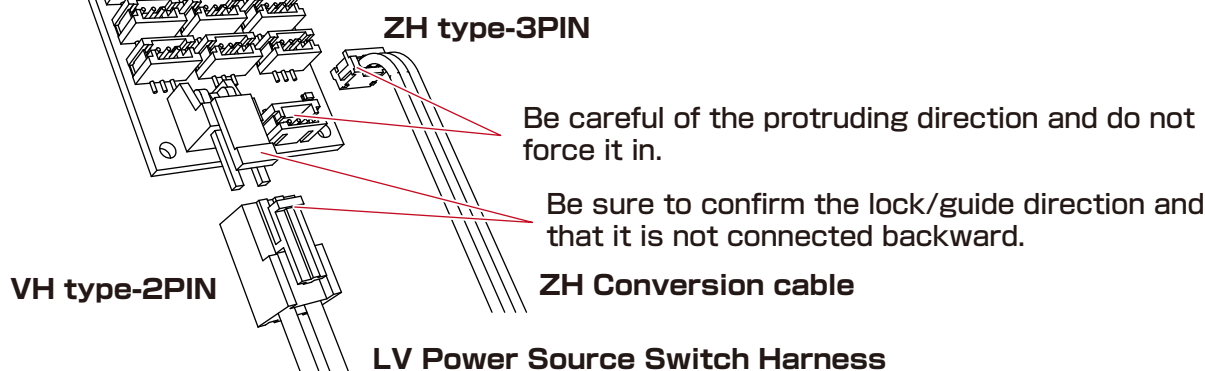 ZH type-3PIN
Be careful of the protruding direction and do not
force it in.
Be sure to confirm the lock/guide direction and
that it is not connected backward.
VH type-2PIN
ZH Conversion cable
LV Power Source Switch Harness